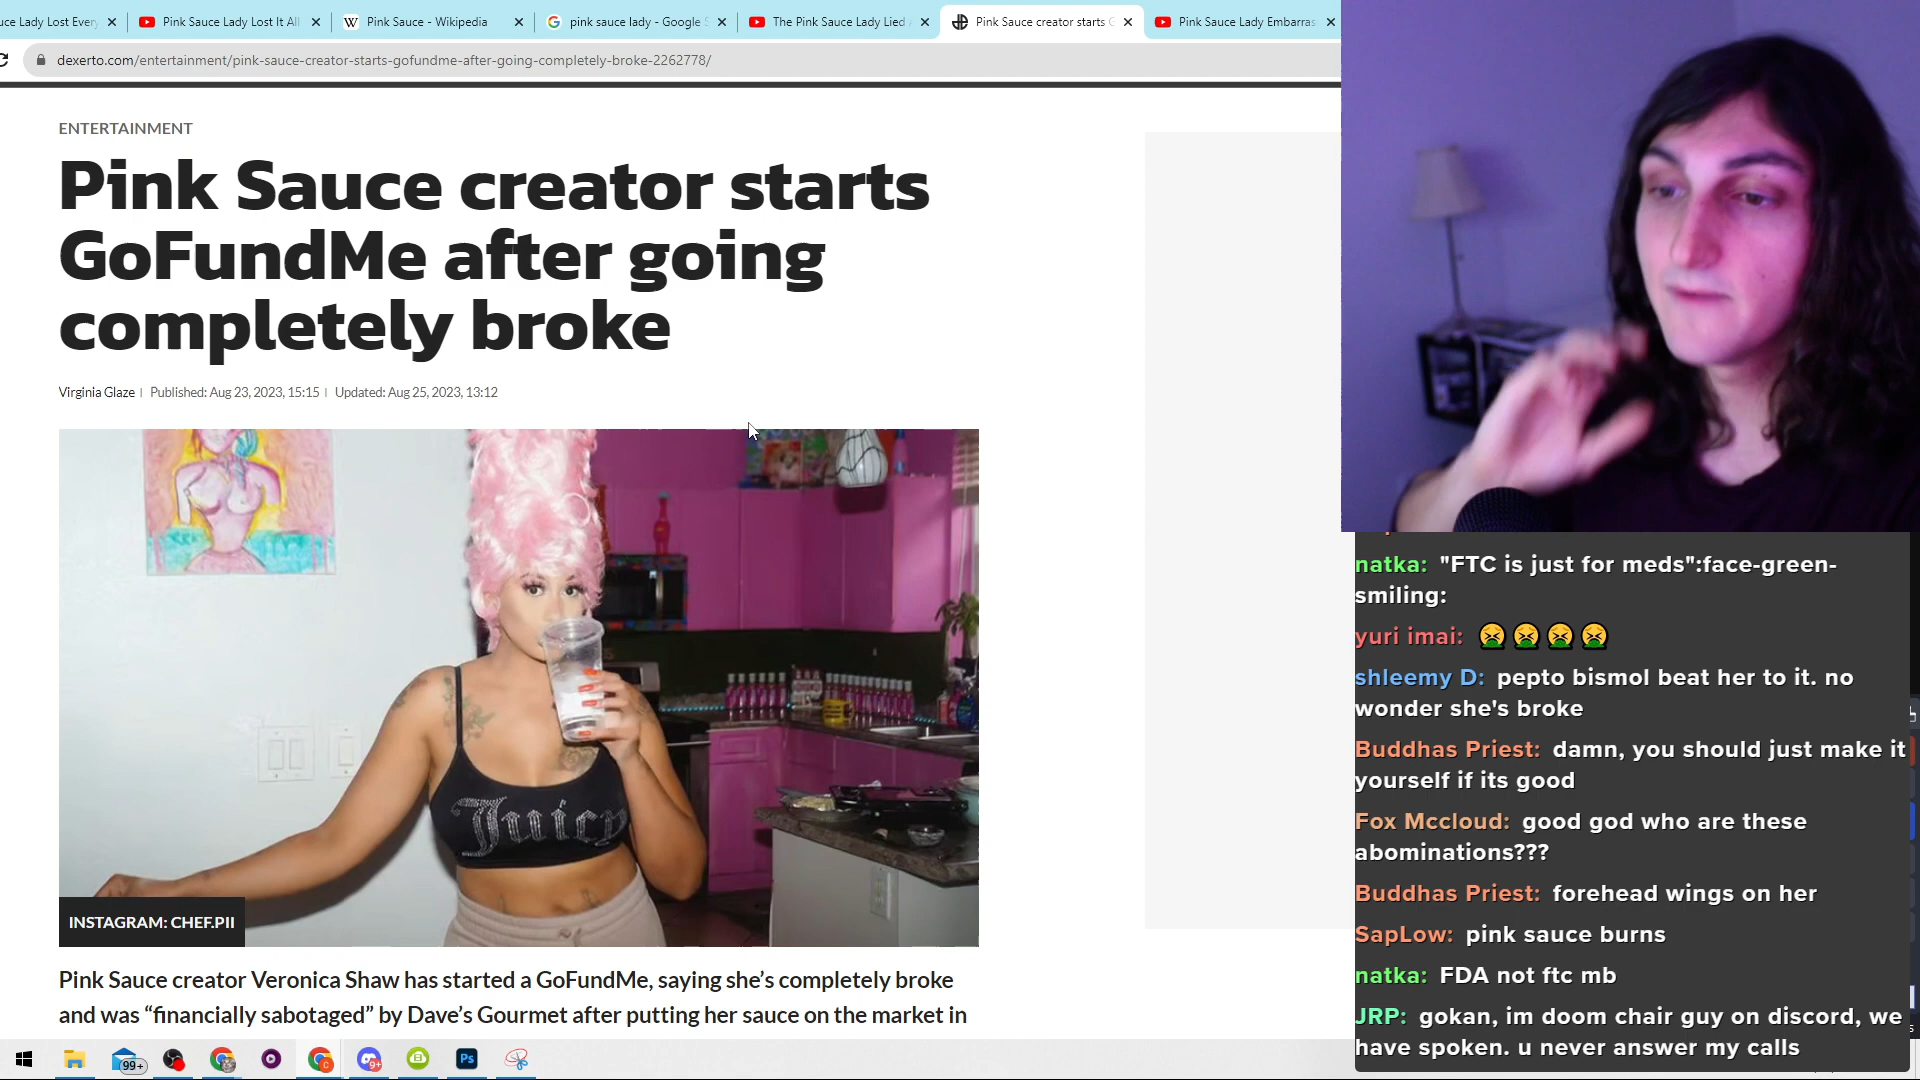 uce Lady Lost Every
Pink Sauce Lady Lost It All
Pink Sauce - Wikipedia
pink sauce lady - Google S
The Pink Sauce Lady Lied
Pink Sauce creator starts G
Pink Sauce Lady Embarras
dexerto.com/entertainment/pink-sauce-creator-starts-gofundme-after-going-completely-broke-2262778/
ENTERTAINMENT
Pink Sauce creator starts
GoFundMe after going
completely broke
Virginia Glaze | Published: Aug 23, 2023, 15:15 | Updated: Aug 25, 2023, 13:12
Juicy
INSTAGRAM: CHEF.PII
Pink Sauce creator Veronica Shaw has started a GoFundMe, saying she’s completely broke
and was “financially sabotaged” by Dave’s Gourmet after putting her sauce on the market in
natka: "FTC is just for meds":face-green-
smiling:
yuri imai: 🤮🤮🤮🤮
shleemy D: pepto bismol beat her to it. no
wonder she's broke
Buddhas Priest: damn, you should just make it
yourself if its good
Fox Mccloud: good god who are these
abominations???
Buddhas Priest: forehead wings on her
SapLow: pink sauce burns
natka: FDA not ftc mb
JRP: gokan, im doom chair guy on discord, we
have spoken. u never answer my calls
99+
9+
Ps